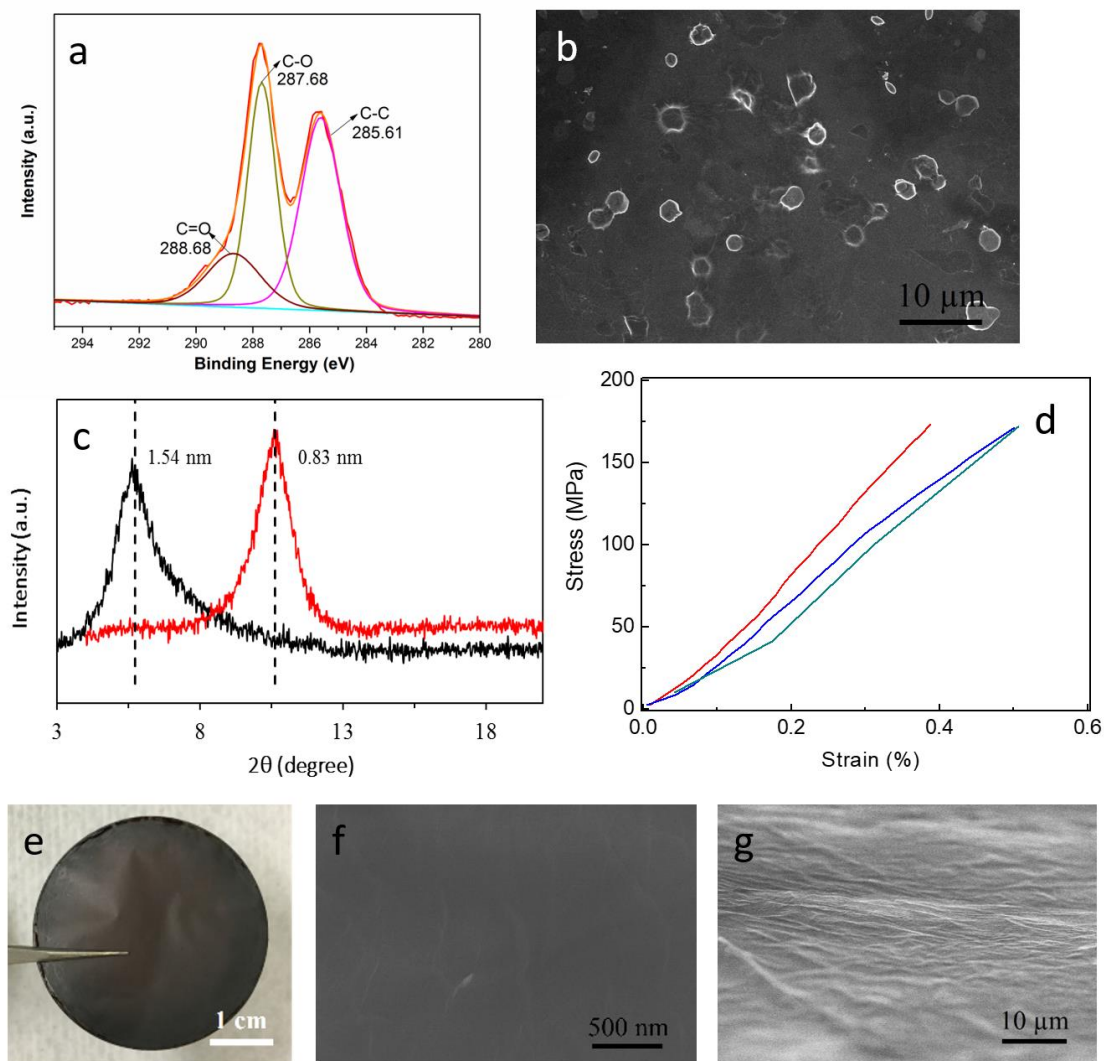 a
C-O
287.68
C-C
285.61
C=O
288.68
Intensity (a.u.)
294 292 290 288 286 284 282 280
Binding Energy (eV)
b
10 µm
c
1.54 nm
0.83 nm
Intensity (a.u.)
3 8 13 18
2θ (degree)
d
200
150
100
50
0
Stress (MPa)
0.0 0.2 0.4 0.6
Strain (%)
e
1 cm
f
500 nm
g
10 µm